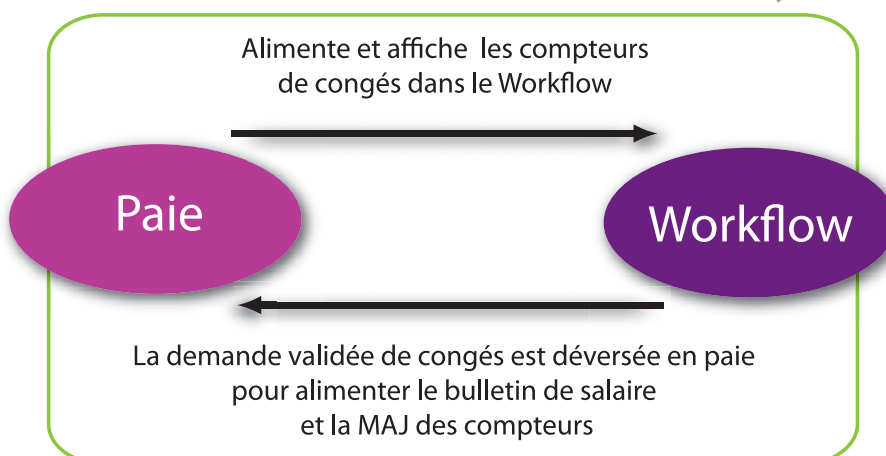 Alimente et affiche les compteurs
de congés dans le Workflow
Paie
Workflow
La demande validée de congés est déversée en paie
pour alimenter le bulletin de salaire
et la MAJ des compteurs